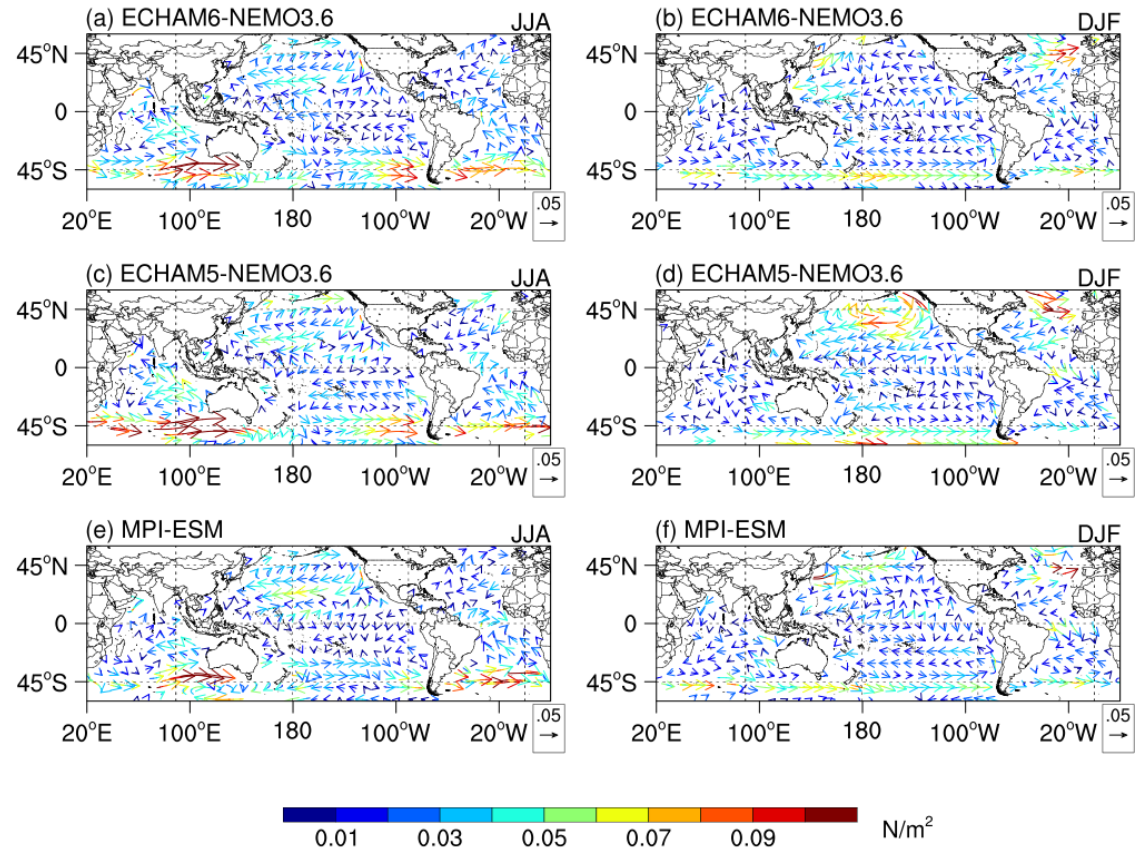 (a) ECHAM6-NEMO3.6 JJA
45°N
0
45°S
20°E 100°E 180 100°W 20°W
.05
(b) ECHAM6-NEMO3.6 DJF
45°N
0
45°S
20°E 100°E 180 100°W 20°W
.05
(c) ECHAM5-NEMO3.6 JJA
45°N
0
45°S
20°E 100°E 180 100°W 20°W
.05
(d) ECHAM5-NEMO3.6 DJF
45°N
0
45°S
20°E 100°E 180 100°W 20°W
.05
(e) MPI-ESM JJA
45°N
0
45°S
20°E 100°E 180 100°W 20°W
.05
(f) MPI-ESM DJF
45°N
0
45°S
20°E 100°E 180 100°W 20°W
.05
0.01 0.03 0.05 0.07 0.09 N/m²